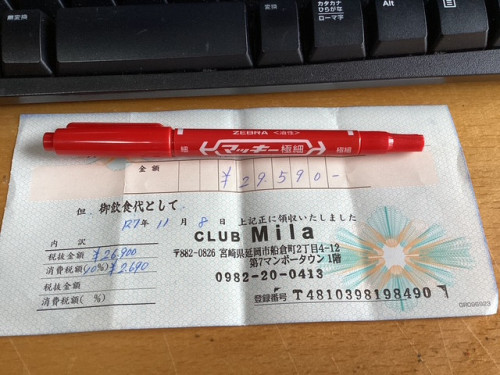 無変換
カタカナ
ひらがな
ローマ字
Alt
ZEBRA <油性>
極 マッキー極細 極細
金額
¥29590-
但 御飲食代として
R7年 11月 8日 上記正に領収いたしました
CLUB Mila
〒882-0826 宮崎県延岡市船倉町2丁目4-12
第7マンボータウン 1階
0982-20-0413
登録番号 T4810398198490
内訳
税抜金額 ¥26,900
消費税額(10%) ¥2,690
税抜金額
消費税額( %)
GR096923